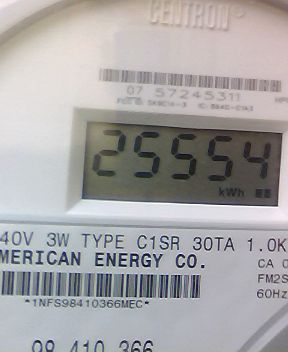 CENTRON®
07 57245311
25554
kWh
40V 3W TYPE C1SR 30TA 1.0K
MERICAN ENERGY CO.
CA 0
FM2S
60Hz
*1NFS98410366MEC*
98 410 366